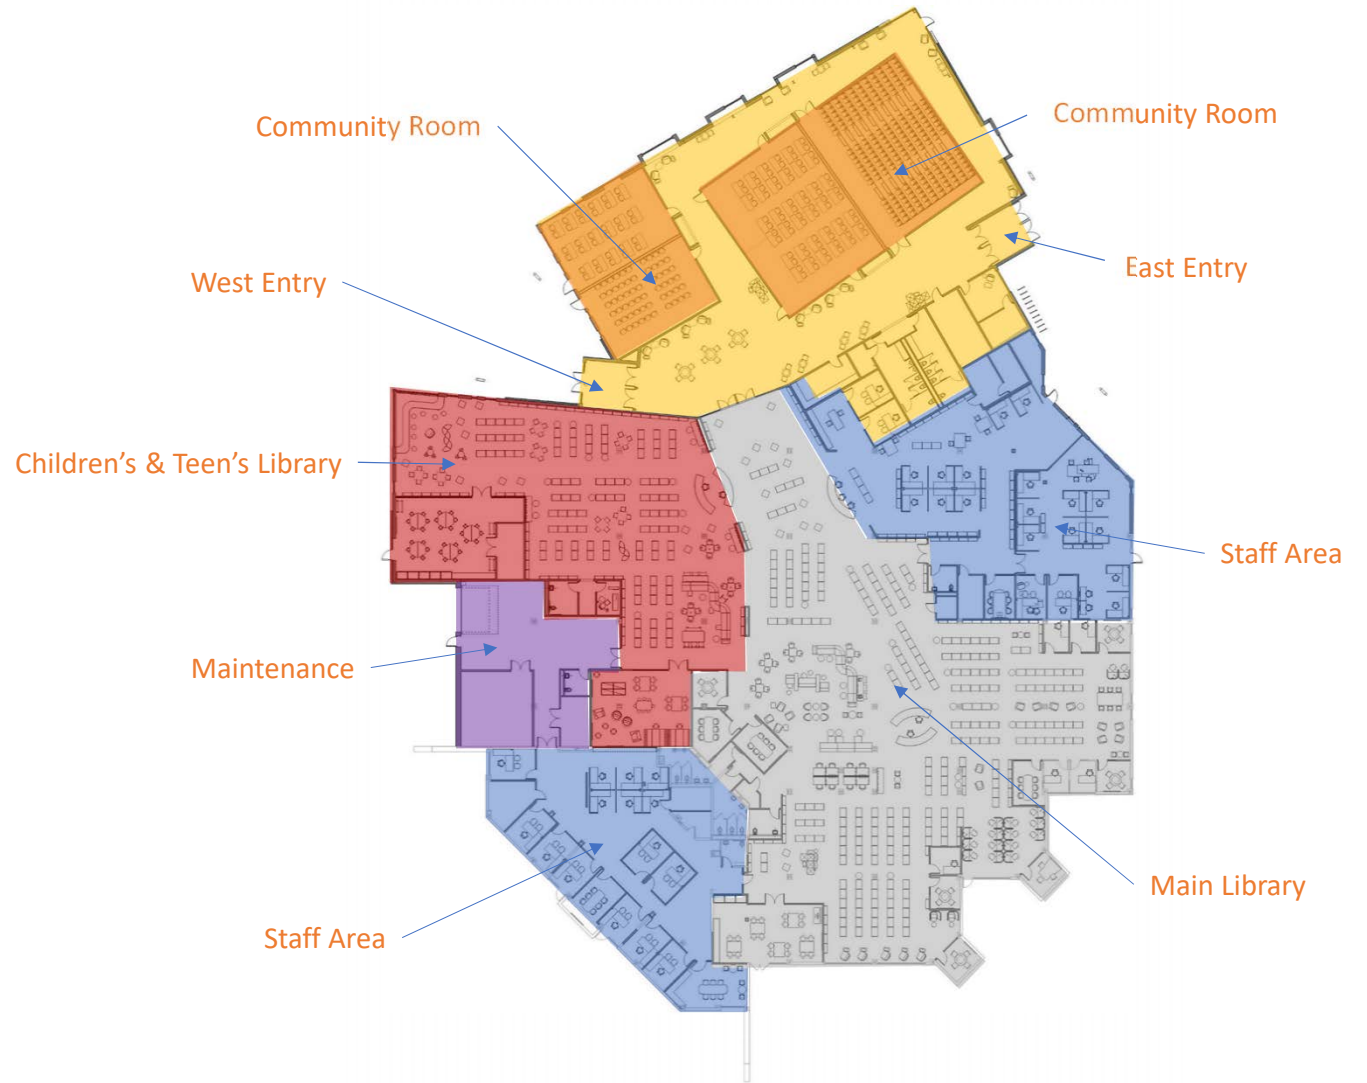 Community Room
Community Room
West Entry
East Entry
Children’s & Teen’s Library
Staff Area
Maintenance
Main Library
Staff Area